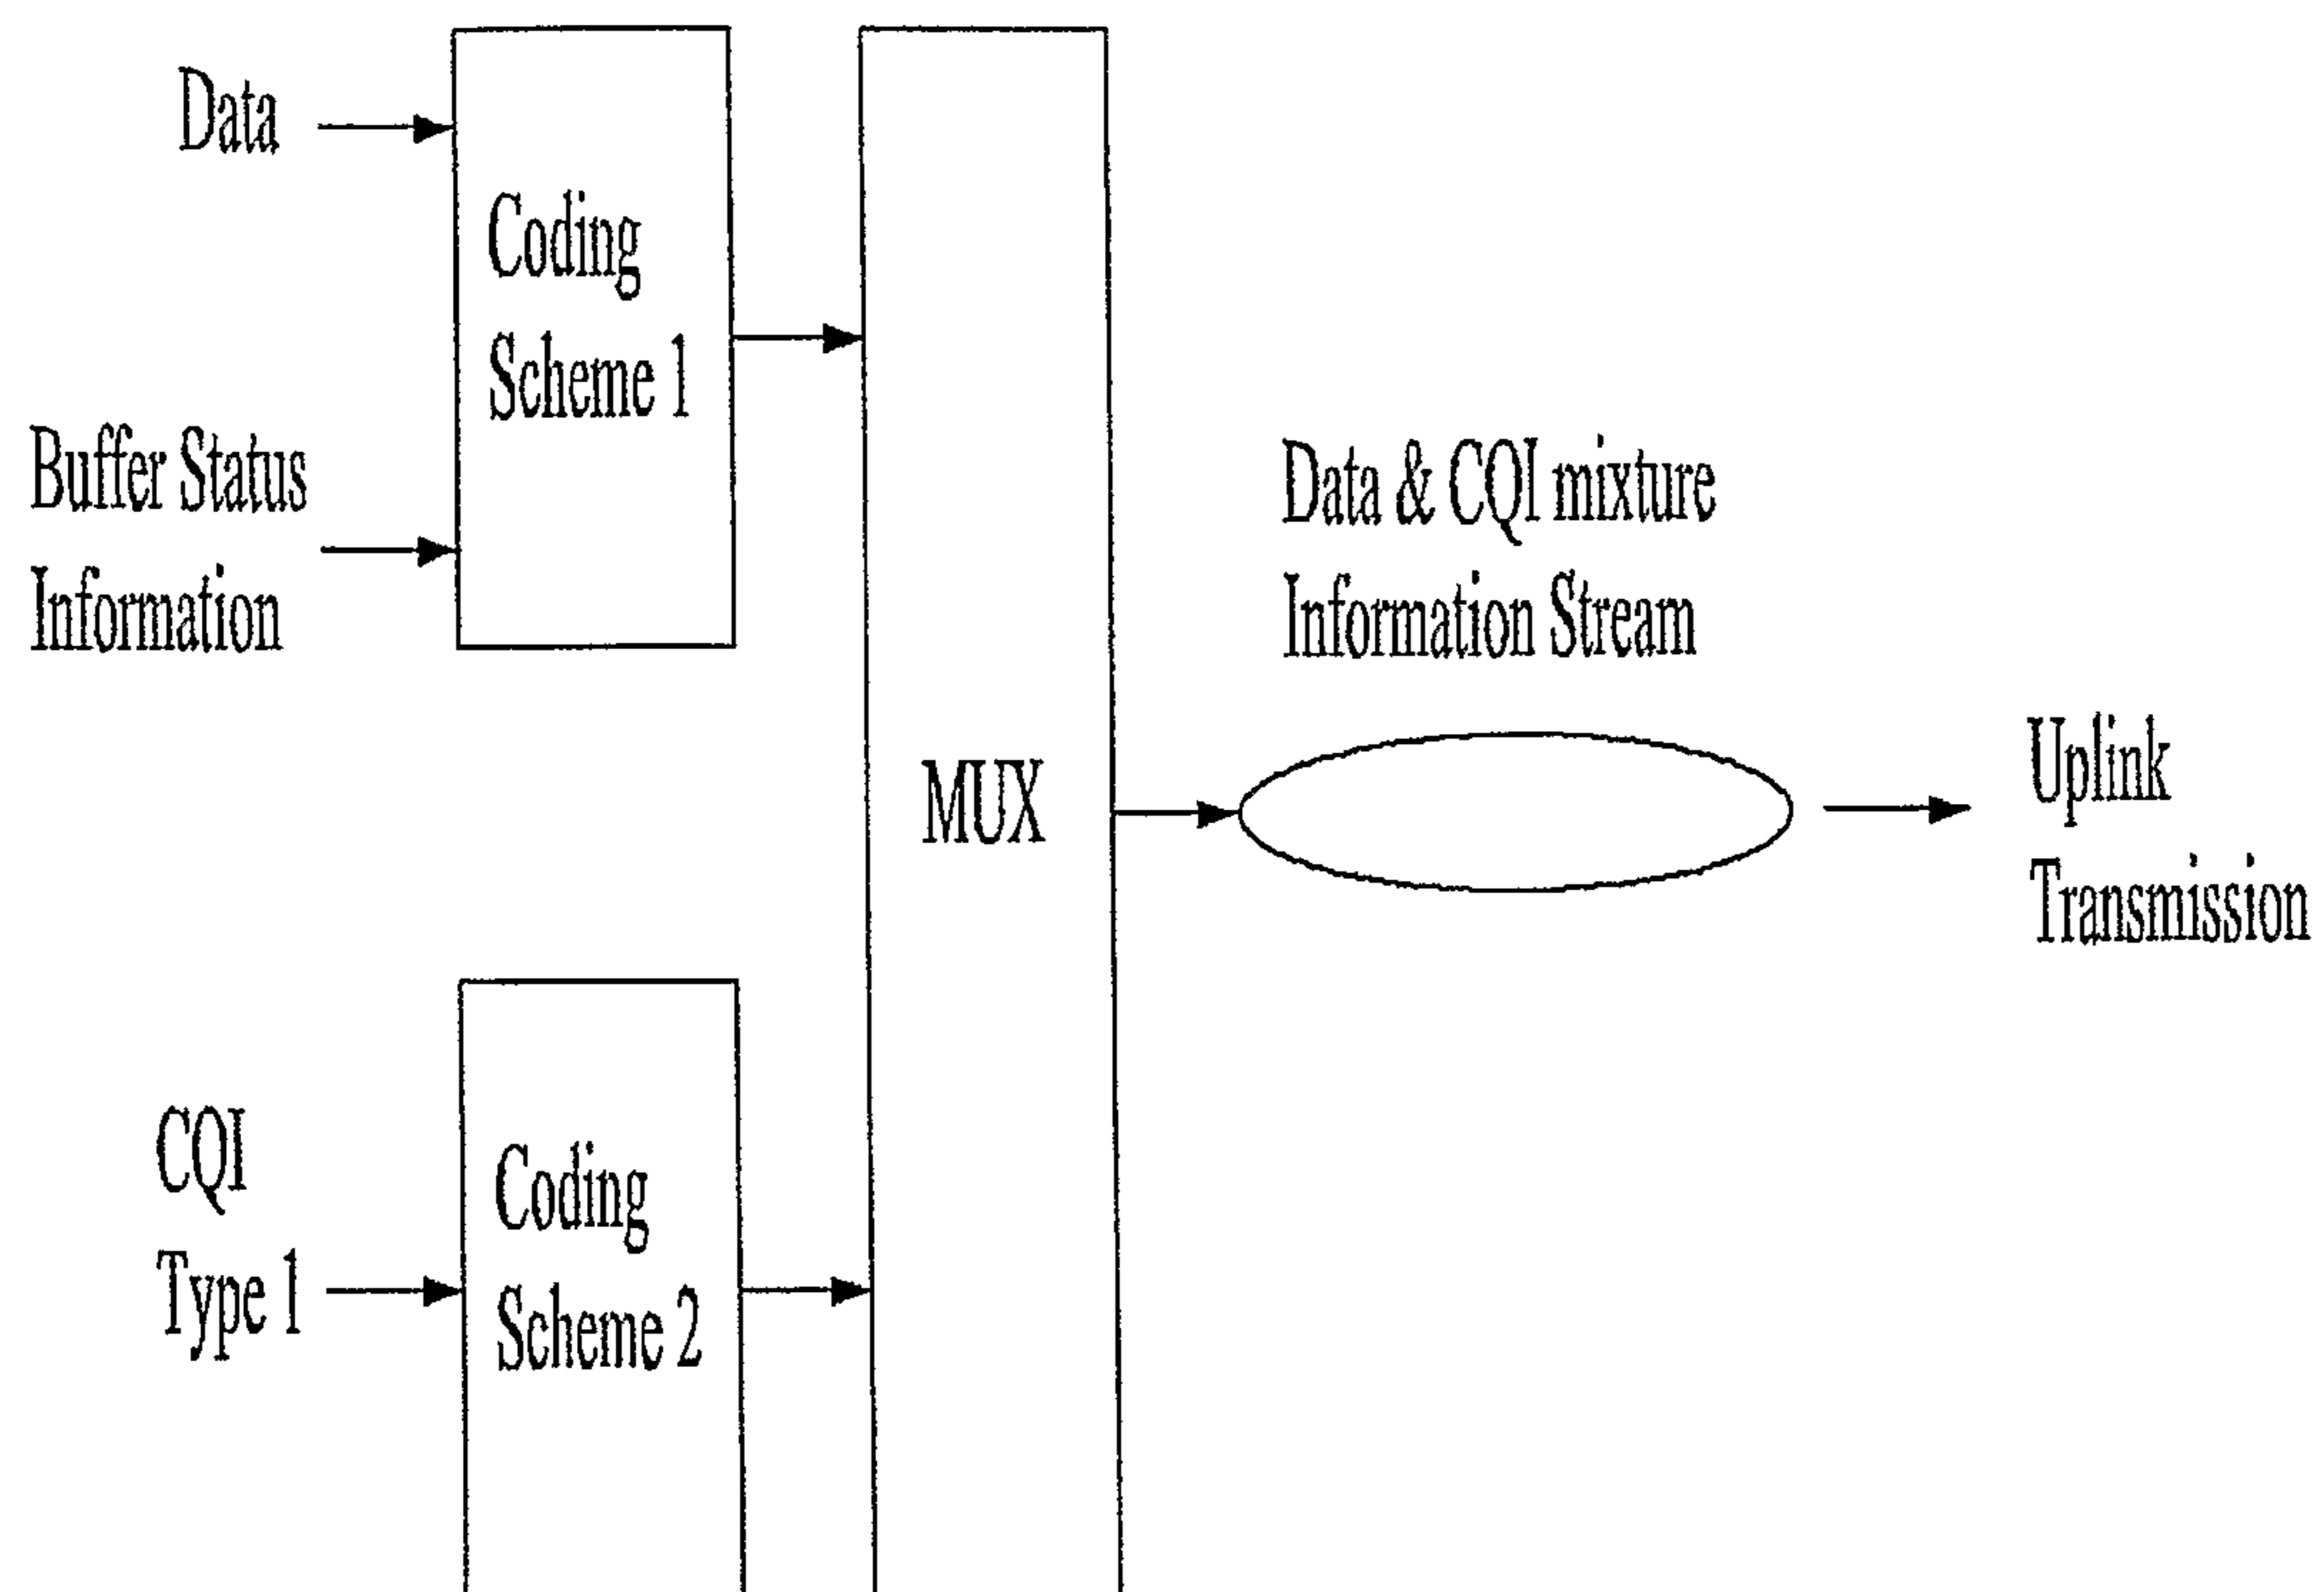 Data
Coding
Scheme 1
Buffer Status
Information
Data & CQI mixture
Information Stream
MUX
Uplink
Transmission
CQI
Type 1
Coding
Scheme 2